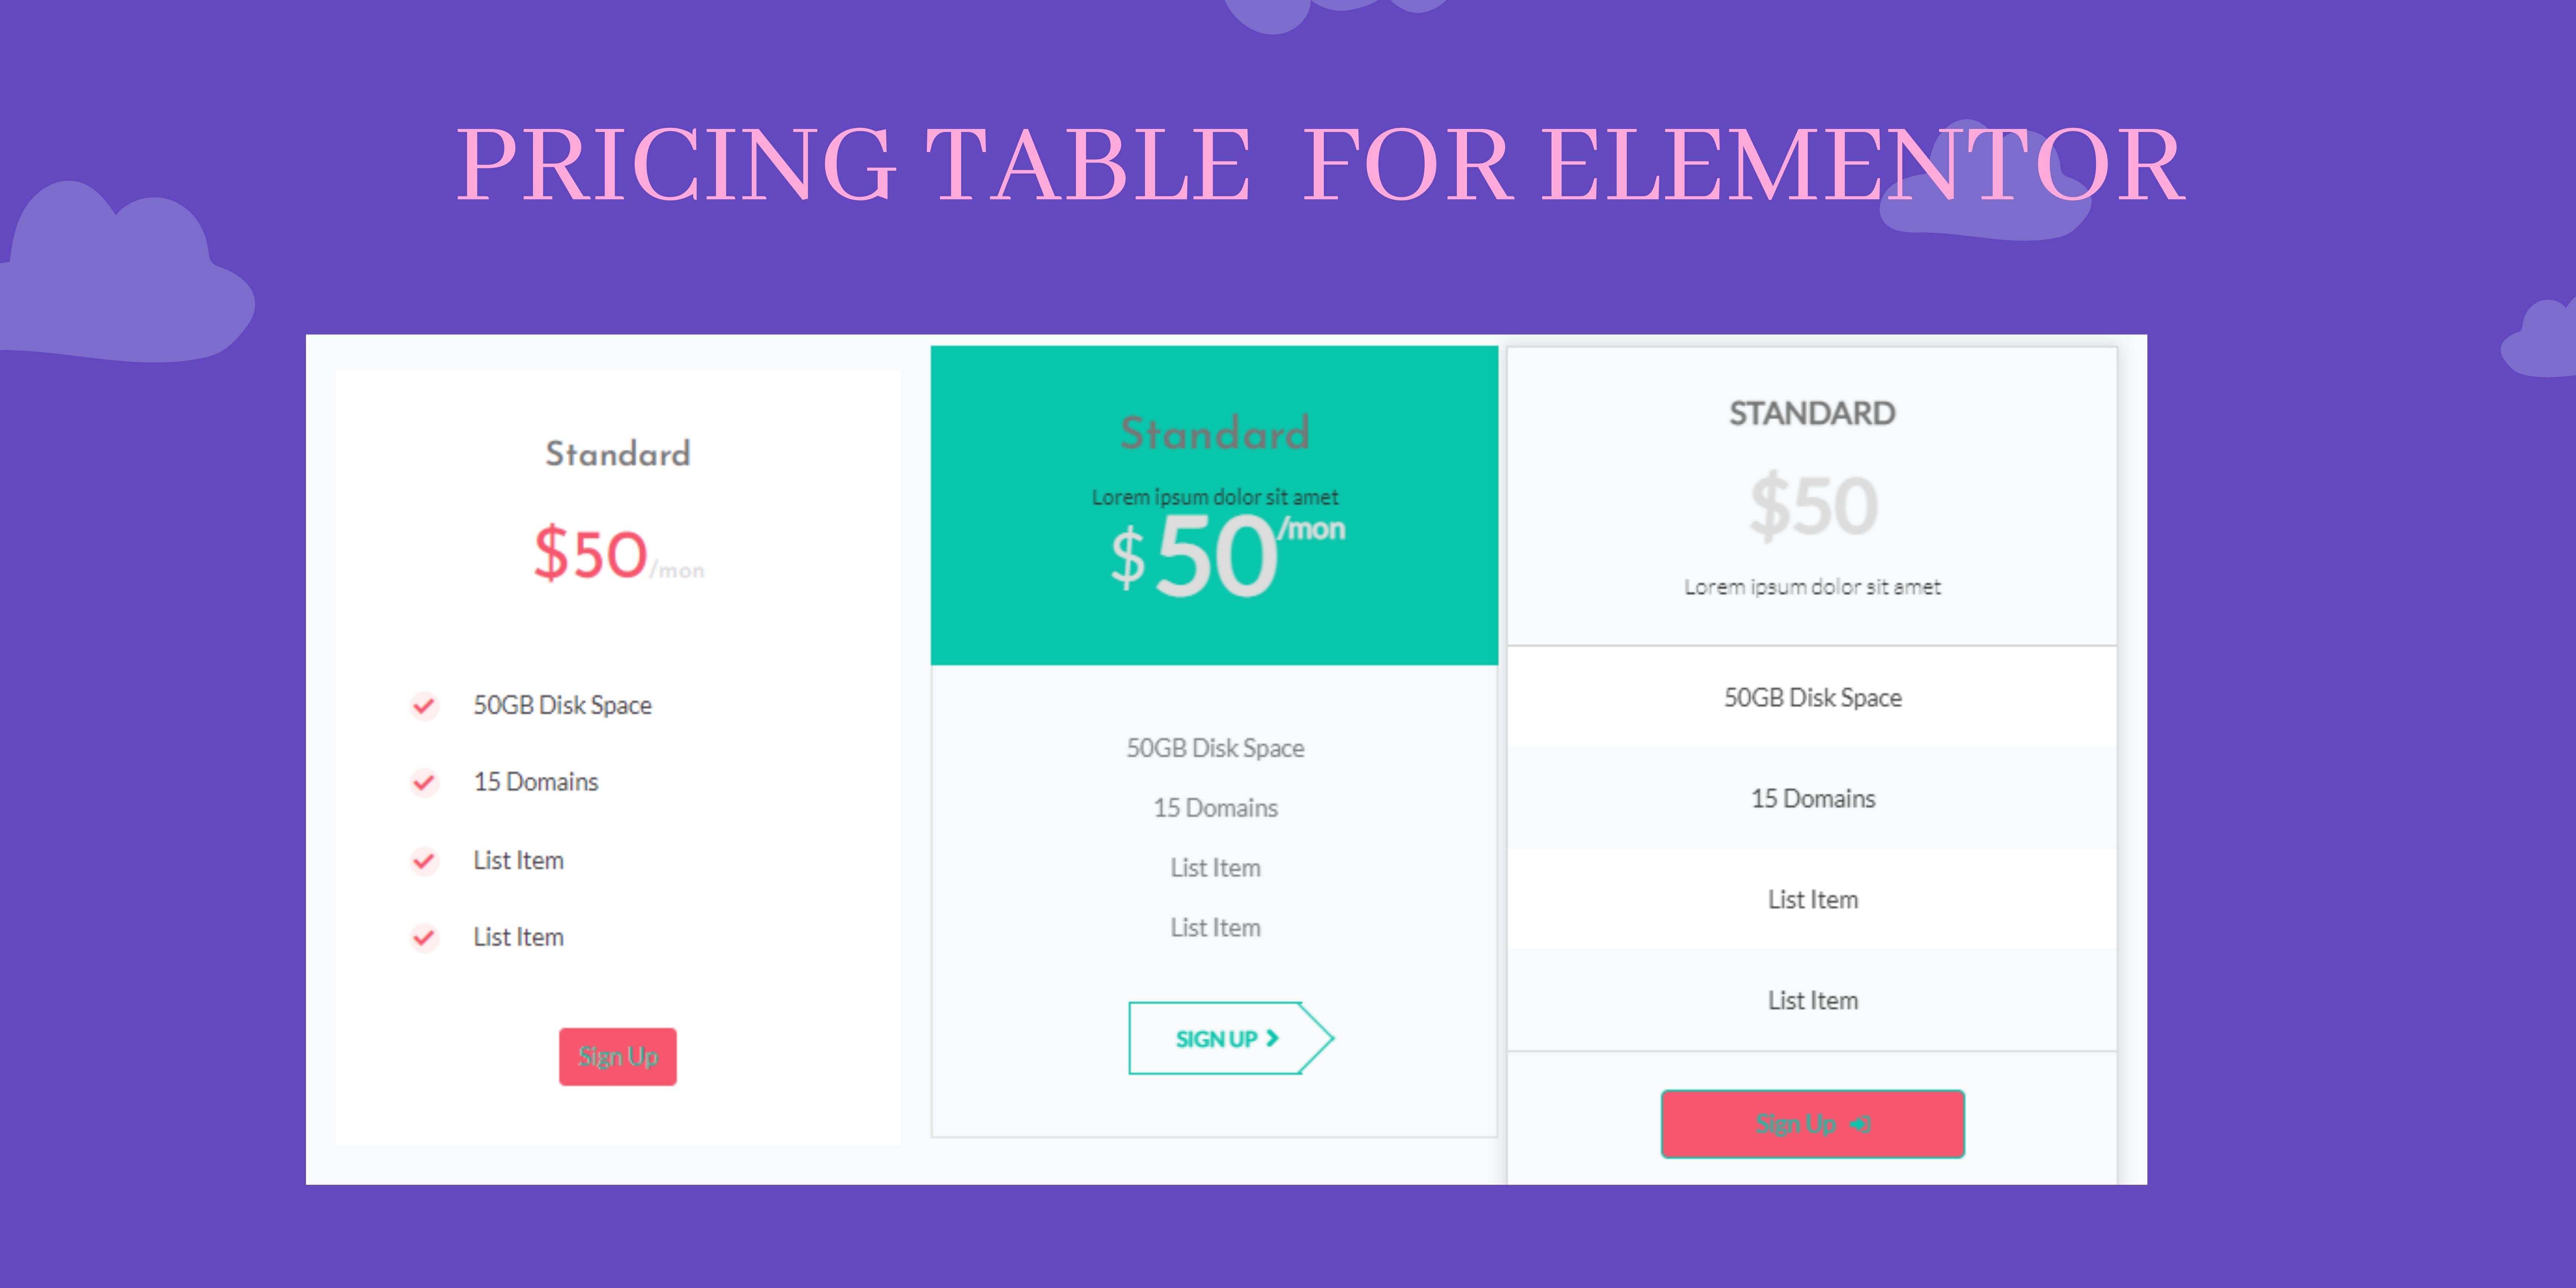 PRICING TABLE FOR ELEMENTOR
Standard
$50/mon
50GB Disk Space
15 Domains
List Item
List Item
Sign Up
Standard
Lorem ipsum dolor sit amet
$50/mon
50GB Disk Space
15 Domains
List Item
List Item
SIGN UP
STANDARD
$50
Lorem ipsum dolor sit amet
50GB Disk Space
15 Domains
List Item
List Item
Sign Up